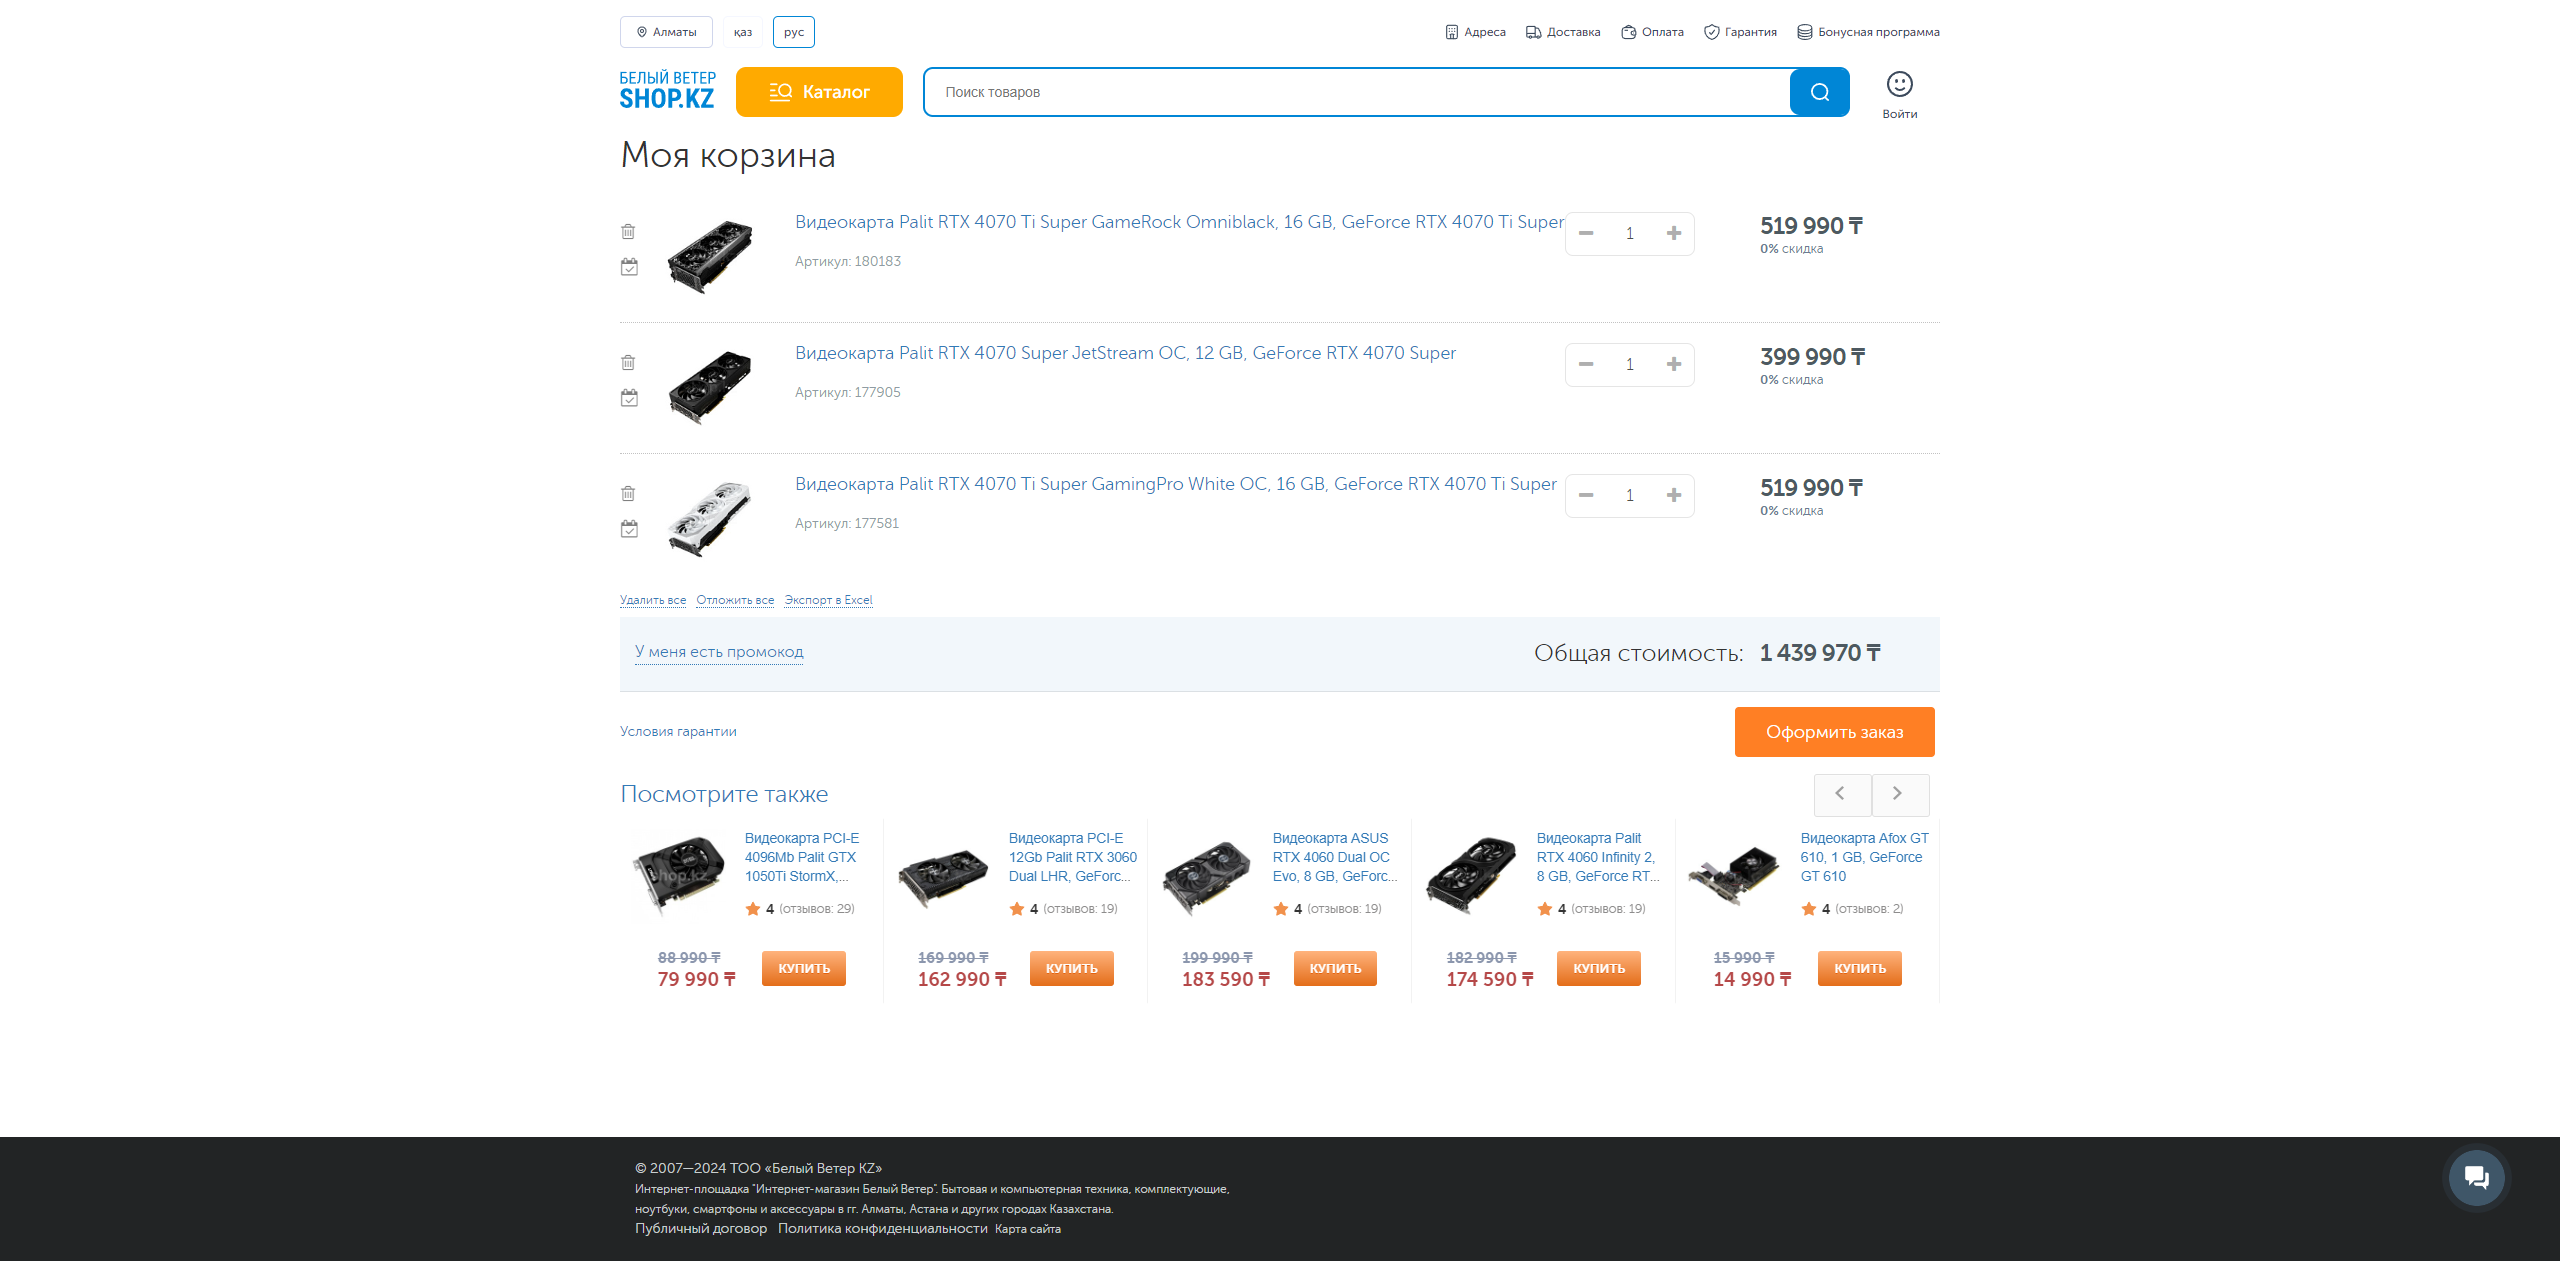 Алматы қаз рус Адреса Доставка Оплата Гарантия Бонусная программа
БЕЛЫЙ ВЕТЕР
SHOP.KZ
Каталог
Поиск товаров
Войти
Моя корзина
Видеокарта Palit RTX 4070 Ti Super GameRock Omniblack, 16 GB, GeForce RTX 4070 Ti Super
1
519 990 ₸
0% скидка
Артикул: 180183
Видеокарта Palit RTX 4070 Super JetStream OC, 12 GB, GeForce RTX 4070 Super
1
399 990 ₸
0% скидка
Артикул: 177905
Видеокарта Palit RTX 4070 Ti Super GamingPro White OC, 16 GB, GeForce RTX 4070 Ti Super
1
519 990 ₸
0% скидка
Артикул: 177581
Удалить все Отложить все Экспорт в Excel
У меня есть промокод
Общая стоимость: 1 439 970 ₸
Условия гарантии
Оформить заказ
Посмотрите также
Видеокарта PCI-E
4096Mb Palit GTX
1050Ti StormX,...
4 (отзывов: 29)
88 990 ₸
79 990 ₸
КУПИТЬ
shop.kz
Видеокарта PCI-E
12Gb Palit RTX 3060
Dual LHR, GeForc...
4 (отзывов: 19)
169 990 ₸
162 990 ₸
КУПИТЬ
Видеокарта ASUS
RTX 4060 Dual OC
Evo, 8 GB, GeForc...
4 (отзывов: 19)
199 990 ₸
183 590 ₸
КУПИТЬ
Видеокарта Palit
RTX 4060 Infinity 2,
8 GB, GeForce RT...
4 (отзывов: 19)
182 990 ₸
174 590 ₸
КУПИТЬ
Видеокарта Afox GT
610, 1 GB, GeForce
GT 610
4 (отзывов: 2)
15 990 ₸
14 990 ₸
КУПИТЬ
© 2007—2024 ТОО «Белый Ветер KZ»
Интернет-площадка "Интернет-магазин Белый Ветер". Бытовая и компьютерная техника, комплектующие,
ноутбуки, смартфоны и аксессуары в гг. Алматы, Астана и других городах Казахстана.
Публичный договор Политика конфиденциальности Карта сайта